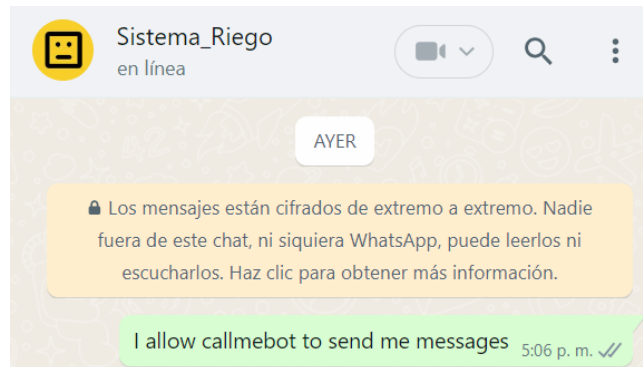 Sistema_Riego
en línea
AYER
Los mensajes están cifrados de extremo a extremo. Nadie
fuera de este chat, ni siquiera WhatsApp, puede leerlos ni
escucharlos. Haz clic para obtener más información.
I allow callmebot to send me messages 5:06 p. m.